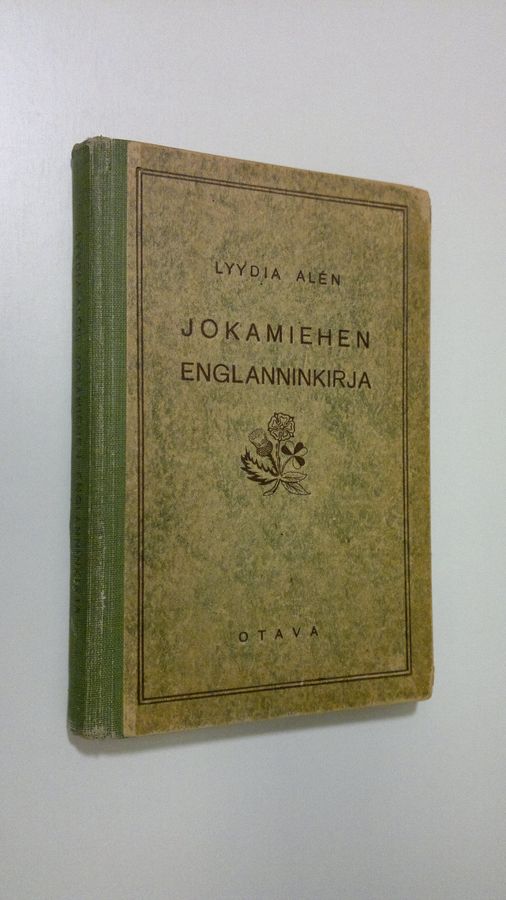 LYYDIA ALÉN
JOKAMIEHEN
ENGLANNINKIRJA
OTAVA